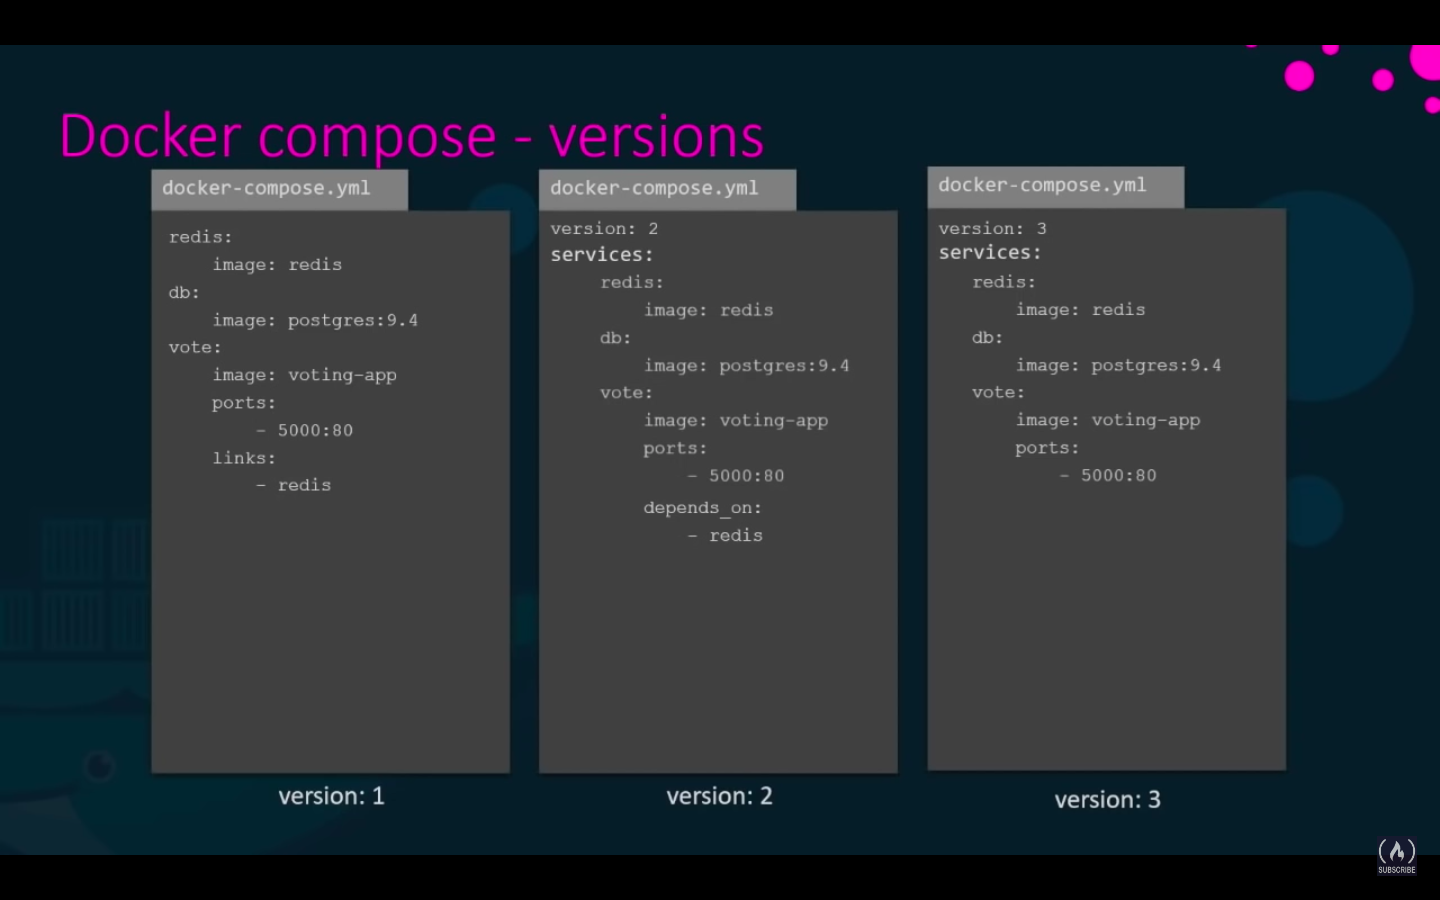 Docker compose - versions
docker-compose.yml
redis:
image: redis
db:
image: postgres:9.4
vote:
image: voting-app
ports:
- 5000:80
links:
- redis
version: 1
docker-compose.yml
version: 2
services:
redis:
image: redis
db:
image: postgres:9.4
vote:
image: voting-app
ports:
- 5000:80
depends_on:
- redis
version: 2
docker-compose.yml
version: 3
services:
redis:
image: redis
db:
image: postgres:9.4
vote:
image: voting-app
ports:
- 5000:80
version: 3
SUBSCRIBE